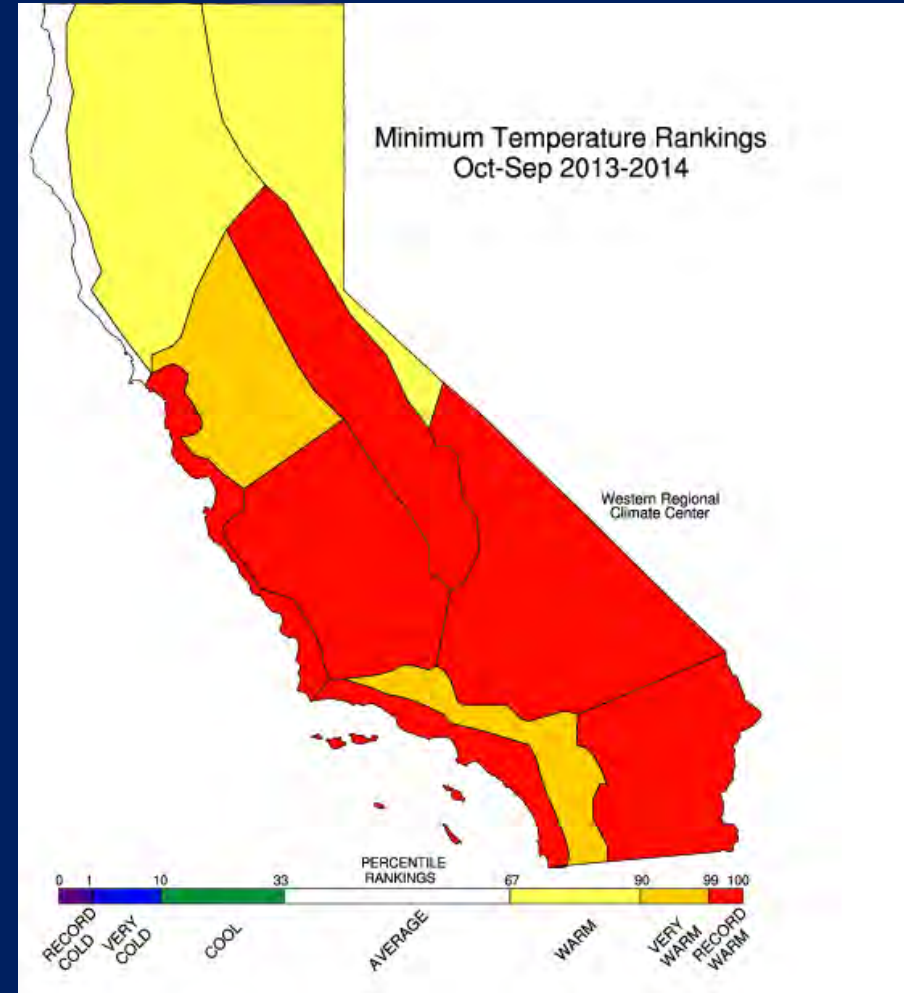 Minimum Temperature Rankings
Oct-Sep 2013-2014
Western Regional
Climate Center
PERCENTILE
RANKINGS
0 1 10 33 67 90 99 100
RECORD
COLD
VERY
COLD
COOL
AVERAGE
WARM
VERY
WARM
RECORD
WARM